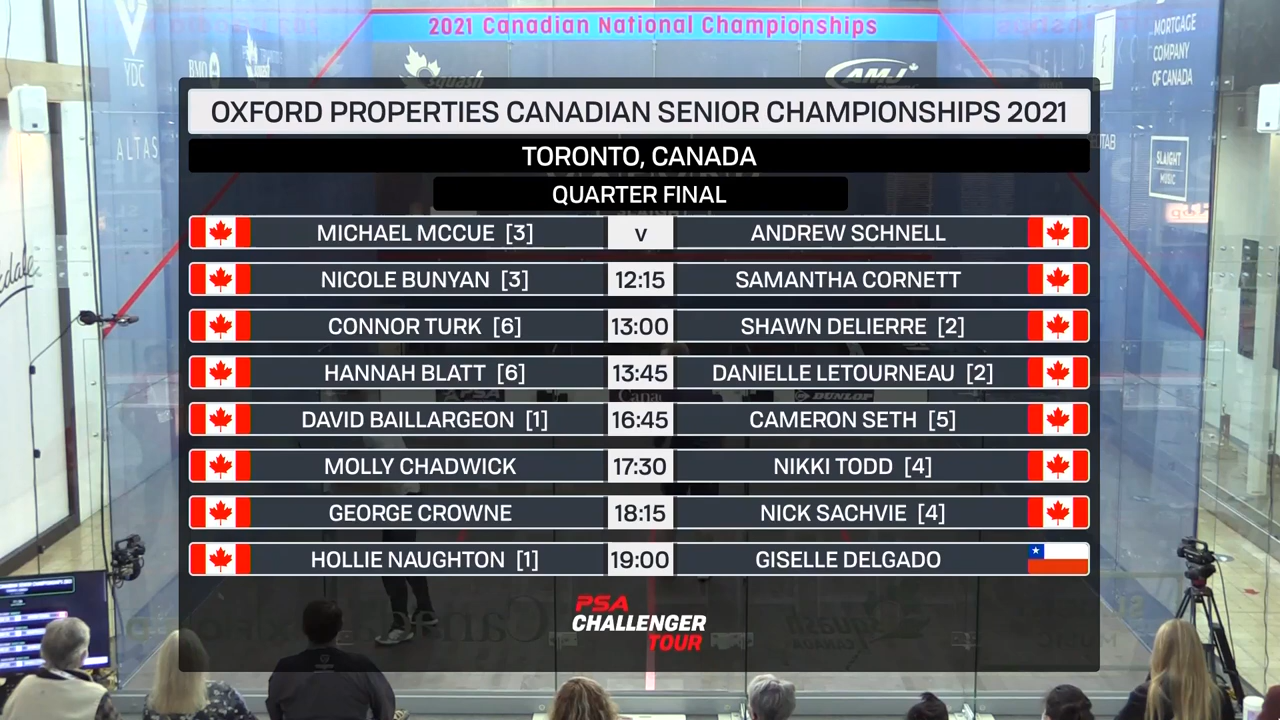 2021 Canadian National Championships
YDC
BMO
squash
AMJ
MORTGAGE
COMPANY
OF CANADA
ALTAS
SLAIGHT
MUSIC
OXFORD PROPERTIES CANADIAN SENIOR CHAMPIONSHIPS 2021
TORONTO, CANADA
QUARTER FINAL
MICHAEL MCCUE [3] v ANDREW SCHNELL
NICOLE BUNYAN [3] 12:15 SAMANTHA CORNETT
CONNOR TURK [6] 13:00 SHAWN DELIERRE [2]
HANNAH BLATT [6] 13:45 DANIELLE LETOURNEAU [2]
DAVID BAILLARGEON [1] 16:45 CAMERON SETH [5]
MOLLY CHADWICK 17:30 NIKKI TODD [4]
GEORGE CROWNE 18:15 NICK SACHVIE [4]
HOLLIE NAUGHTON [1] 19:00 GISELLE DELGADO
PSA
DUNLOP
PSA
CHALLENGER
TOUR